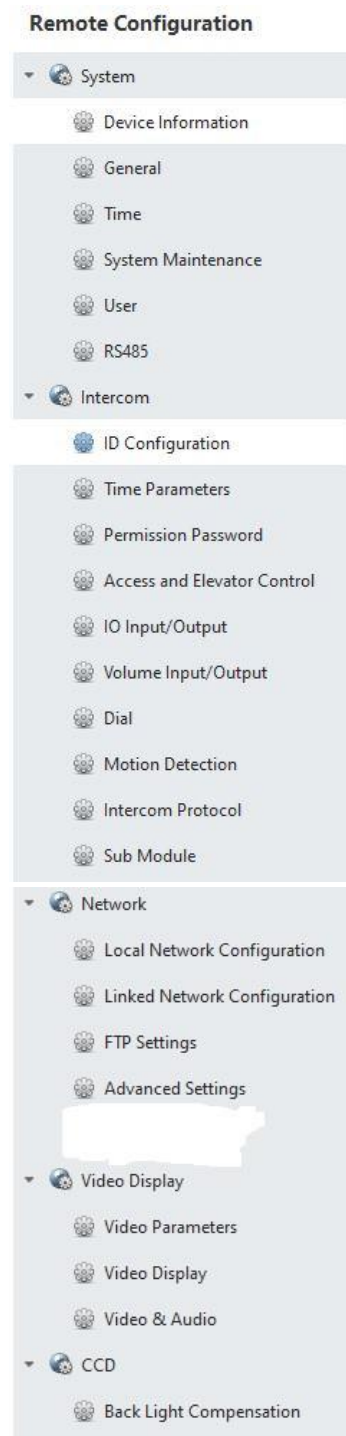 Remote Configuration
System
Device Information
General
Time
System Maintenance
User
RS485
Intercom
ID Configuration
Time Parameters
Permission Password
Access and Elevator Control
IO Input/Output
Volume Input/Output
Dial
Motion Detection
Intercom Protocol
Sub Module
Network
Local Network Configuration
Linked Network Configuration
FTP Settings
Advanced Settings
Video Display
Video Parameters
Video Display
Video & Audio
CCD
Back Light Compensation